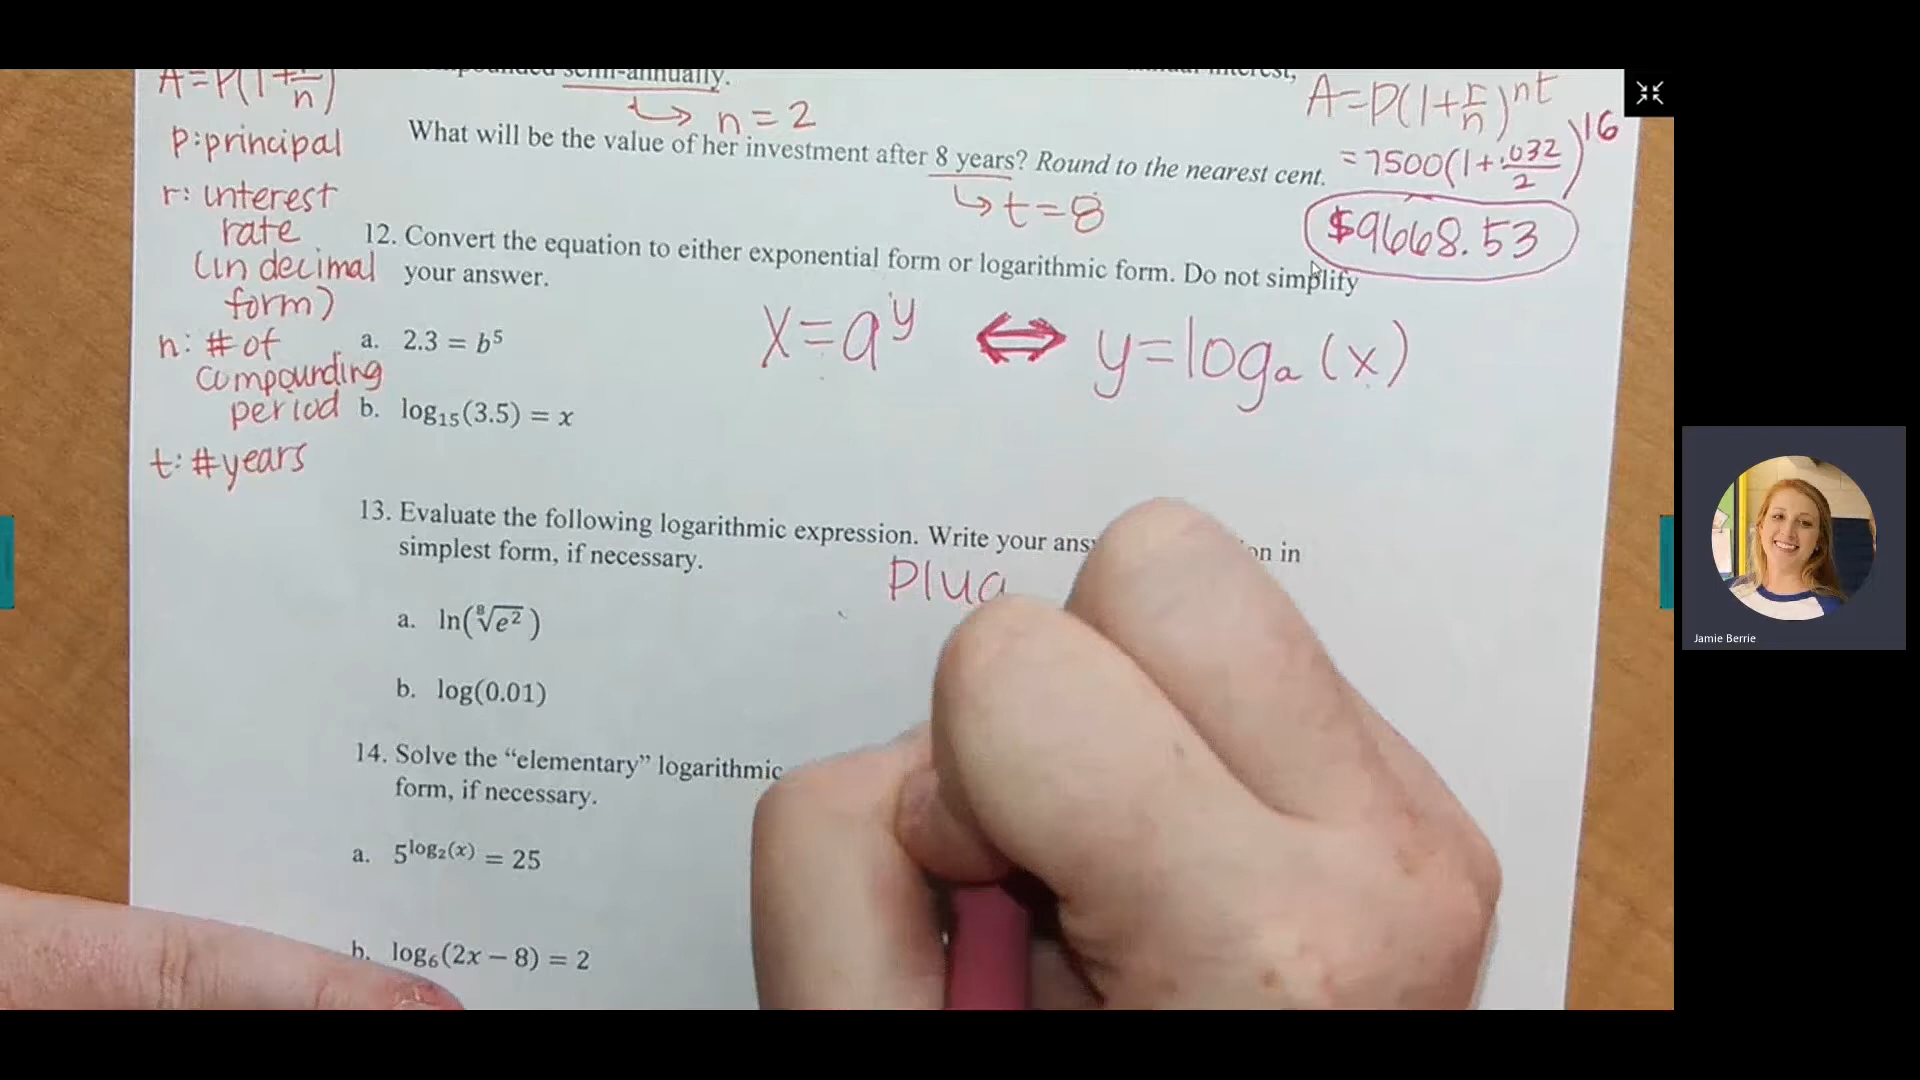 semi-annually.
A=P(1+r/n)
n=2
A=P(1+r/n)^nt
p:principal
What will be the value of her investment after 8 years? Round to the nearest cent.
=7500(1+.032/2)^16
r: interest
rate
(in decimal
form)
t=8
$9668.53
12. Convert the equation to either exponential form or logarithmic form. Do not simplify
your answer.
x=a^y ⇔ y=logₐ(x)
n: # of
compounding
period
a. 2.3 = b⁵
b. log₁₅(3.5) = x
t: #years
13. Evaluate the following logarithmic expression. Write your in
simplest form, if necessary.
Plug
a. ln(⁸√e²)
b. log(0.01)
14. Solve the “elementary” logarithmic
form, if necessary.
a. 5^log₂(x) = 25
b. log₆(2x – 8) = 2
Jamie Berrie